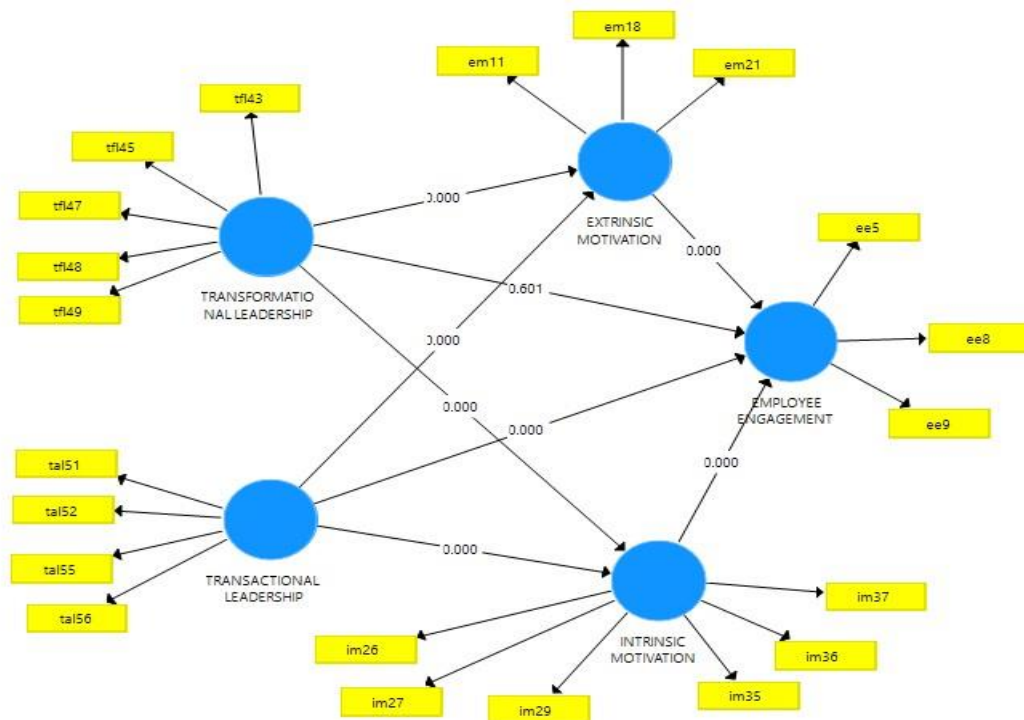 em18
em11
em21
tfl43
tfl45
tfl47
tfl48
tfl49
TRANSFORMATIO
NAL LEADERSHIP
0.000
EXTRINSIC
MOTIVATION
0.000
ee5
0.601
ee8
0.000
EMPLOYEE
ENGAGEMENT
ee9
0.000
0.000
0.000
tal51
tal52
tal55
tal56
TRANSACTIONAL
LEADERSHIP
0.000
im37
INTRINSIC
MOTIVATION
im26
im36
im27
im29
im35